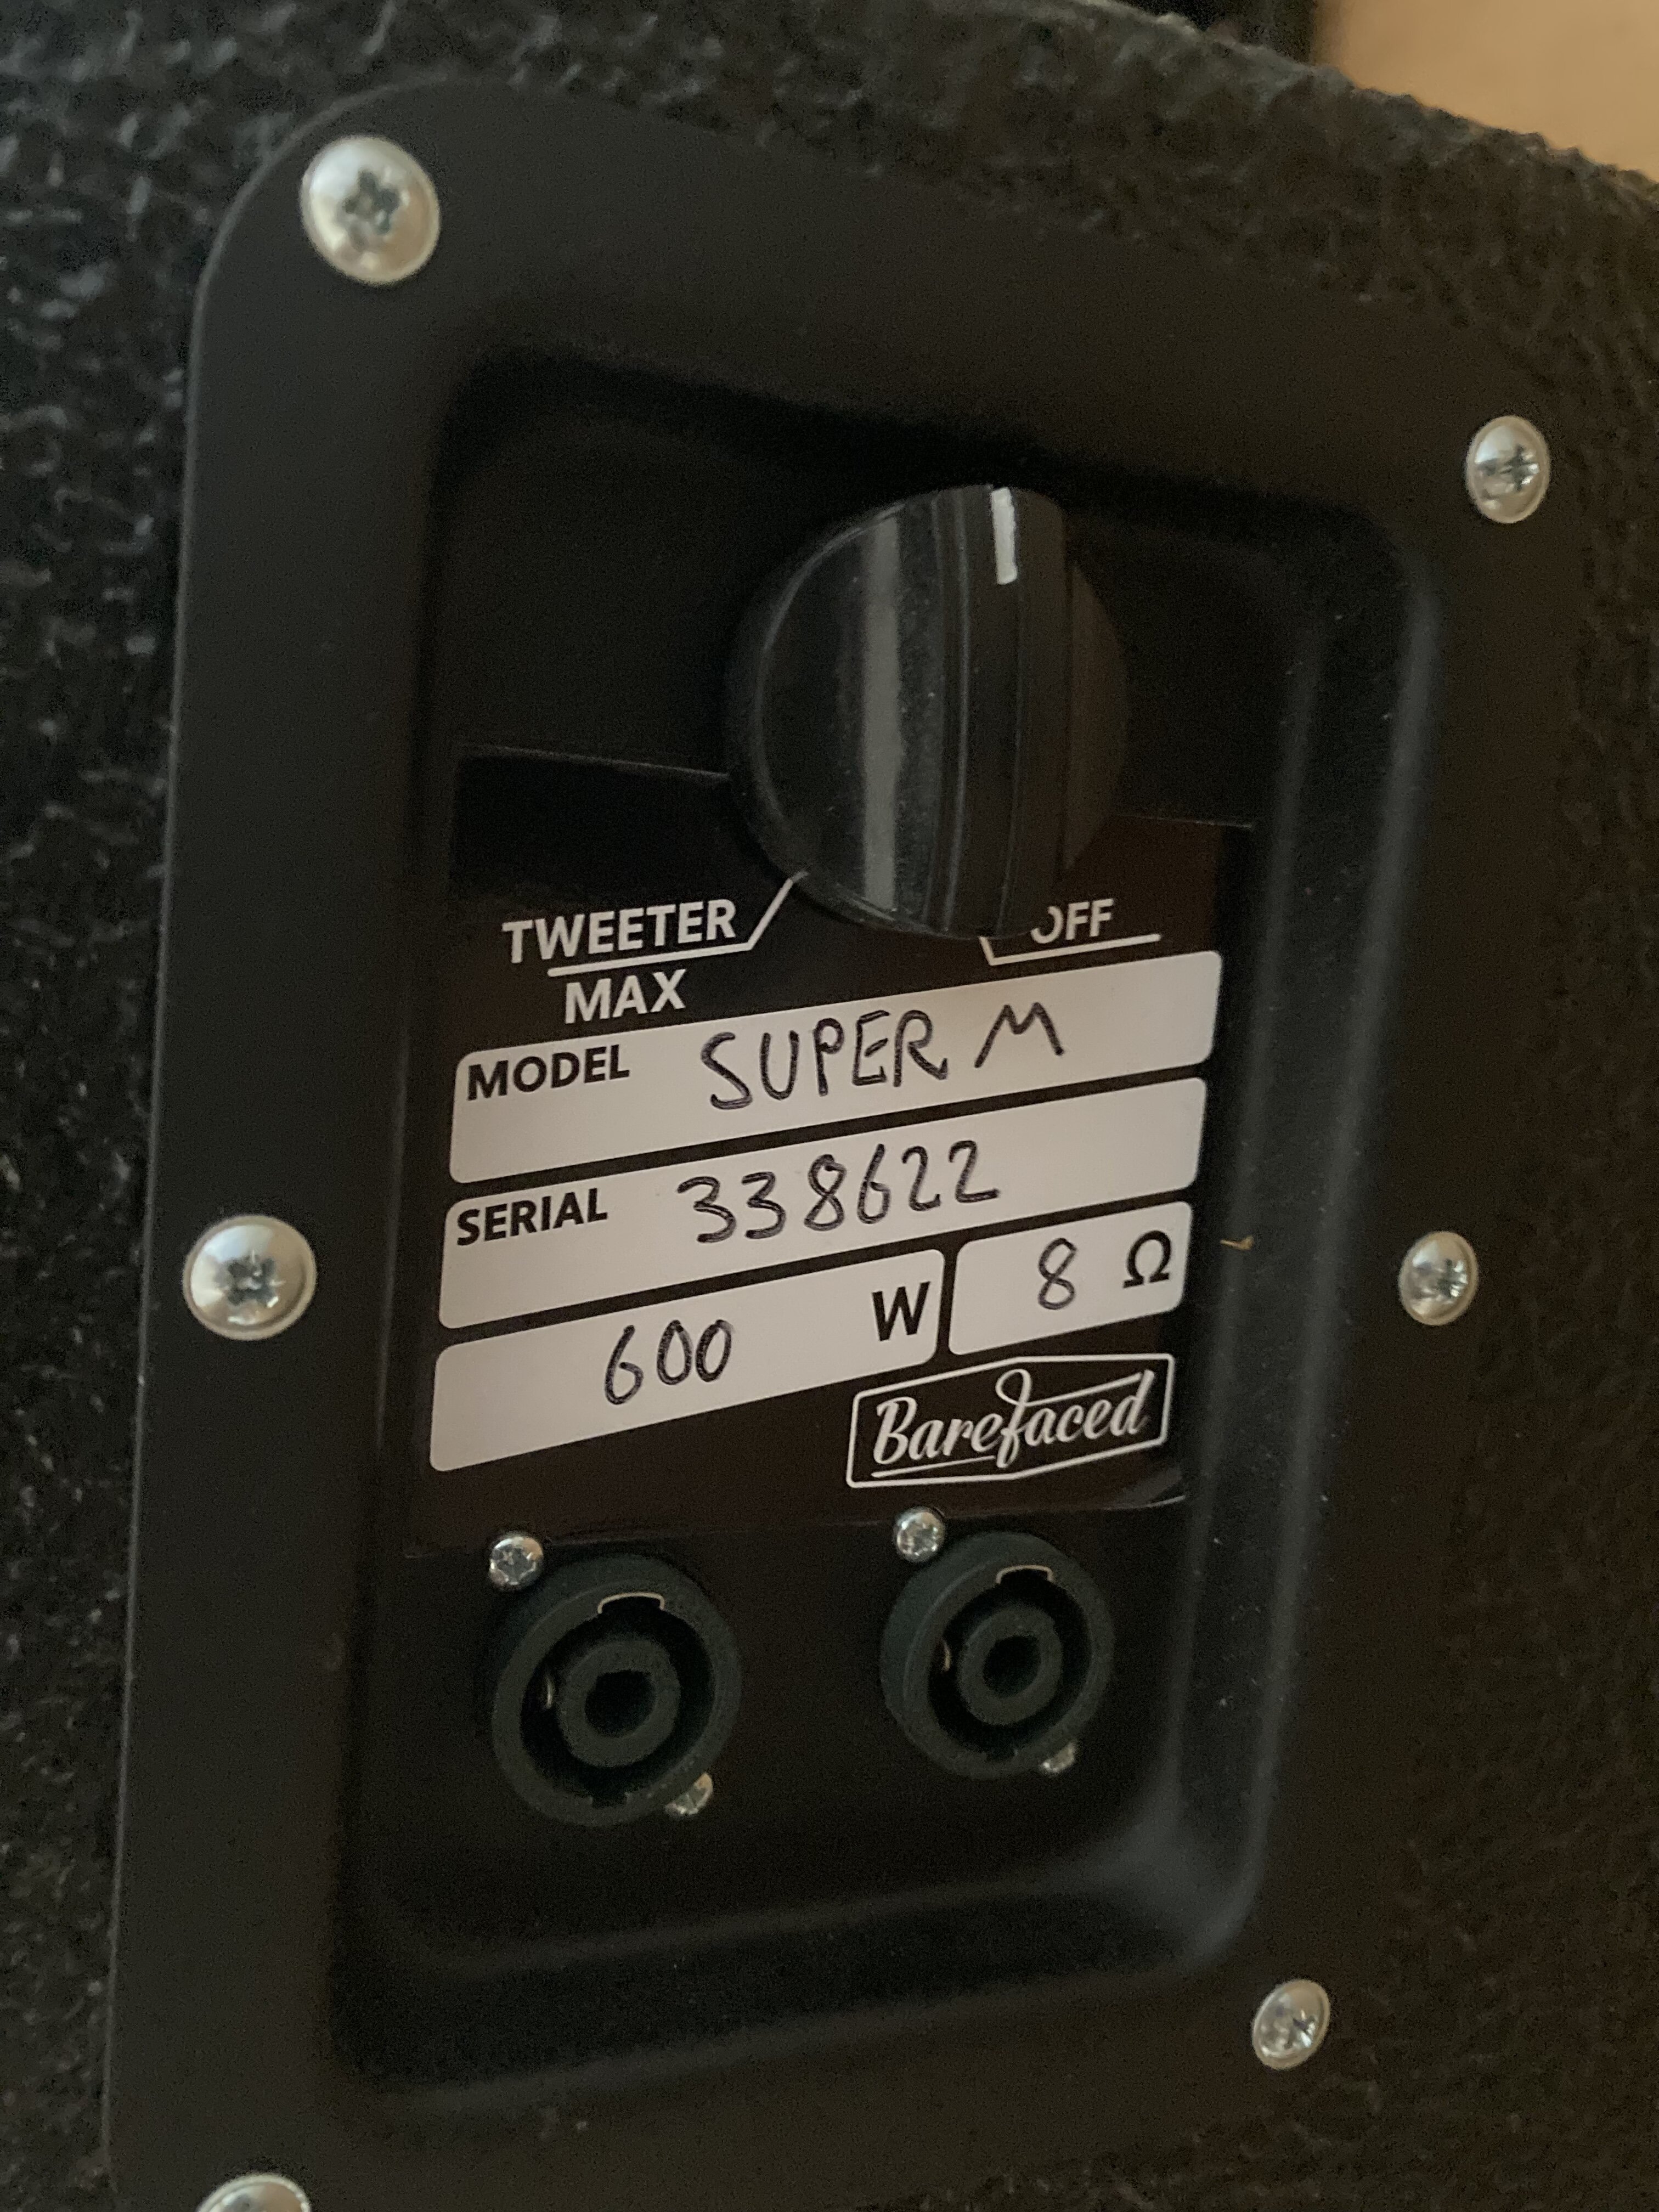 TWEETER OFF
MAX
MODEL SUPER M
SERIAL 338622
600 W 8 Ω
Barefaced